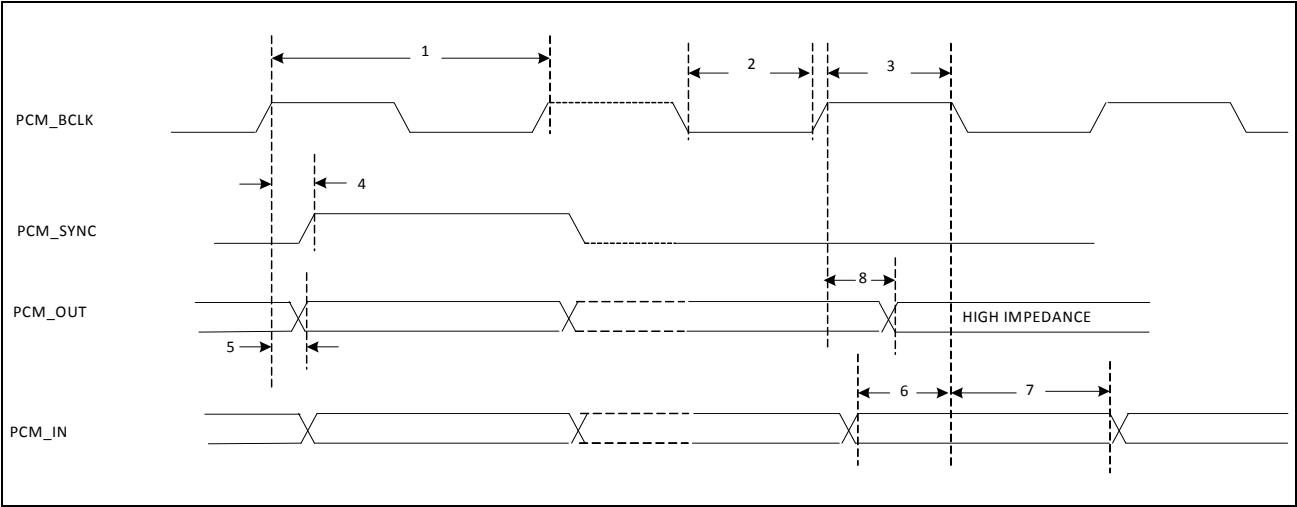 1
2
3
PCM_BCLK
4
PCM_SYNC
8
PCM_OUT
HIGH IMPEDANCE
5
6
7
PCM_IN